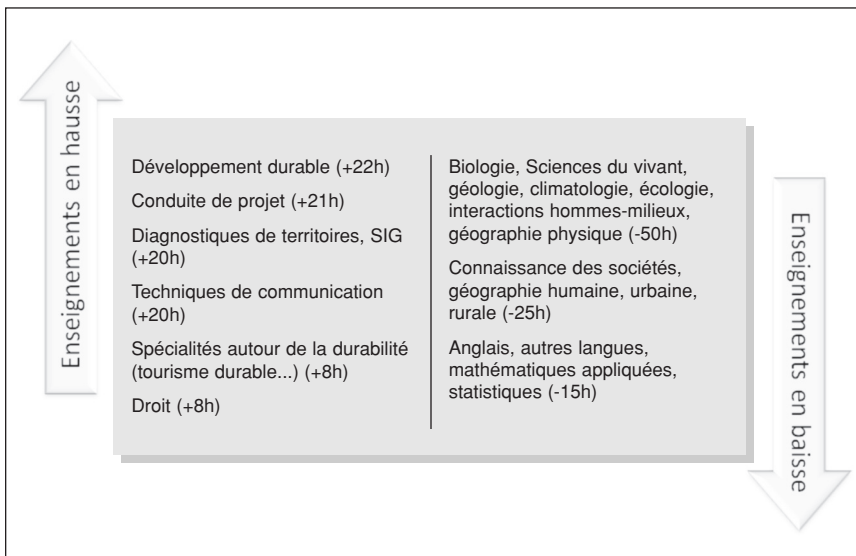 Enseignements en hausse
Développement durable (+22h)
Conduite de projet (+21h)
Diagnostiques de territoires, SIG
(+20h)
Techniques de communication
(+20h)
Spécialités autour de la durabilité
(tourisme durable...) (+8h)
Droit (+8h)
Biologie, Sciences du vivant,
géologie, climatologie, écologie,
interactions hommes-milieux,
géographie physique (-50h)
Connaissance des sociétés,
géographie humaine, urbaine,
rurale (-25h)
Anglais, autres langues,
mathématiques appliquées,
statistiques (-15h)
Enseignements en baisse